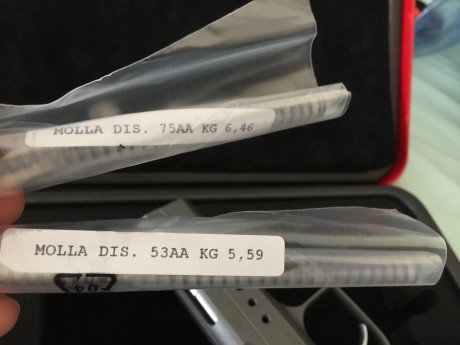 MOLLA DIS. 75AA KG 6,46
MOLLA DIS. 53AA KG 5,59